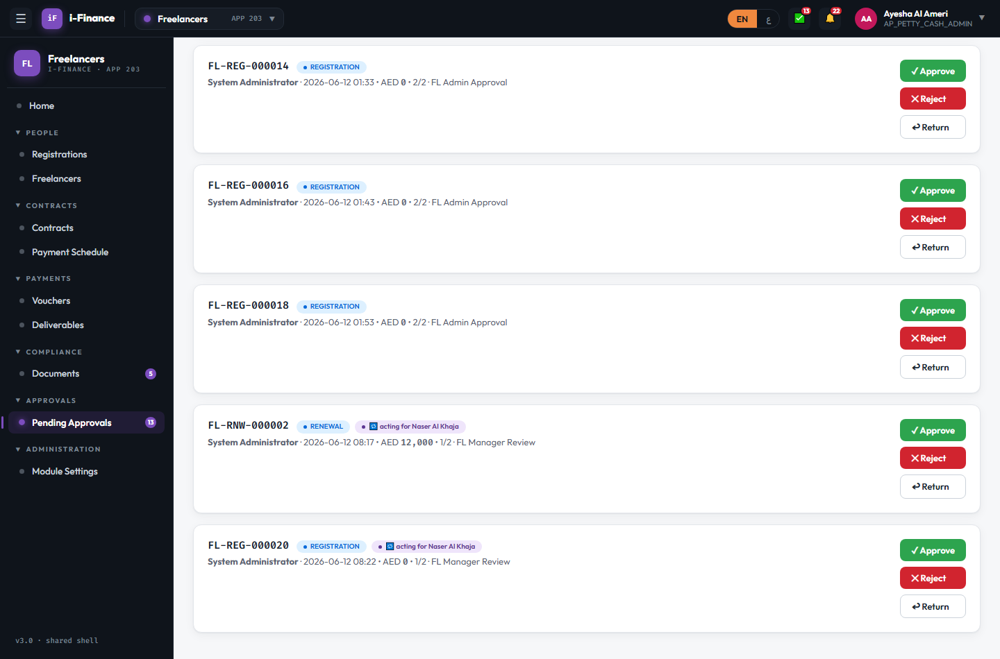 iF i-Finance Freelancers APP 203 ▼ EN ع 13 22 AA Ayesha Al Ameri ▼
AP_PETTY_CASH_ADMIN
FL Freelancers
I-FINANCE · APP 203
Home
▼ PEOPLE
Registrations
Freelancers
▼ CONTRACTS
Contracts
Payment Schedule
▼ PAYMENTS
Vouchers
Deliverables
▼ COMPLIANCE
Documents 5
▼ APPROVALS
Pending Approvals 13
▼ ADMINISTRATION
Module Settings
v3.0 · shared shell
FL-REG-000014 REGISTRATION
System Administrator · 2026-06-12 01:33 • AED 0 • 2/2 · FL Admin Approval
✓ Approve
✕ Reject
↩ Return
FL-REG-000016 REGISTRATION
System Administrator · 2026-06-12 01:43 • AED 0 • 2/2 · FL Admin Approval
✓ Approve
✕ Reject
↩ Return
FL-REG-000018 REGISTRATION
System Administrator · 2026-06-12 01:53 • AED 0 • 2/2 · FL Admin Approval
✓ Approve
✕ Reject
↩ Return
FL-RNW-000002 RENEWAL acting for Naser Al Khaja
System Administrator · 2026-06-12 08:17 • AED 12,000 • 1/2 · FL Manager Review
✓ Approve
✕ Reject
↩ Return
FL-REG-000020 REGISTRATION acting for Naser Al Khaja
System Administrator · 2026-06-12 08:22 • AED 0 • 1/2 · FL Manager Review
✓ Approve
✕ Reject
↩ Return